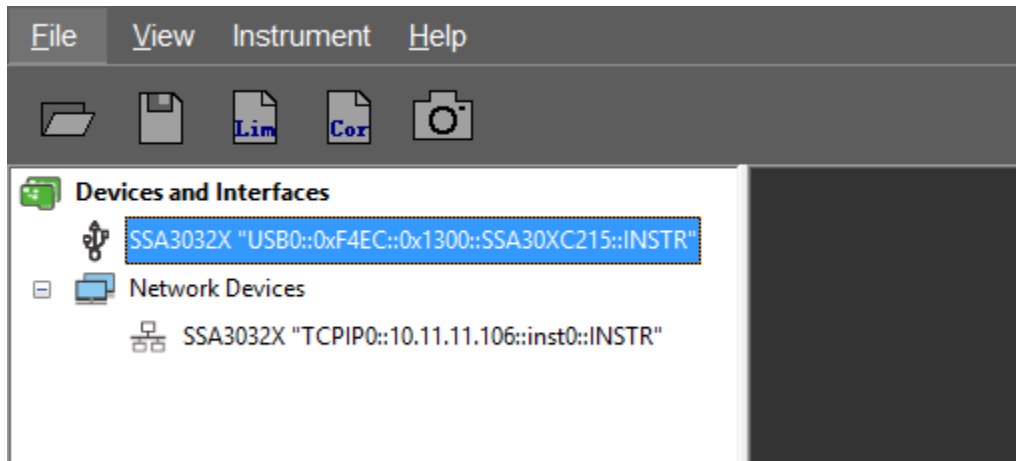 File View Instrument Help
Lim Cor
Devices and Interfaces
SSA3032X "USB0::0xF4EC::0x1300::SSA30XC215::INSTR"
Network Devices
SSA3032X "TCPIP0::10.11.11.106::inst0::INSTR"